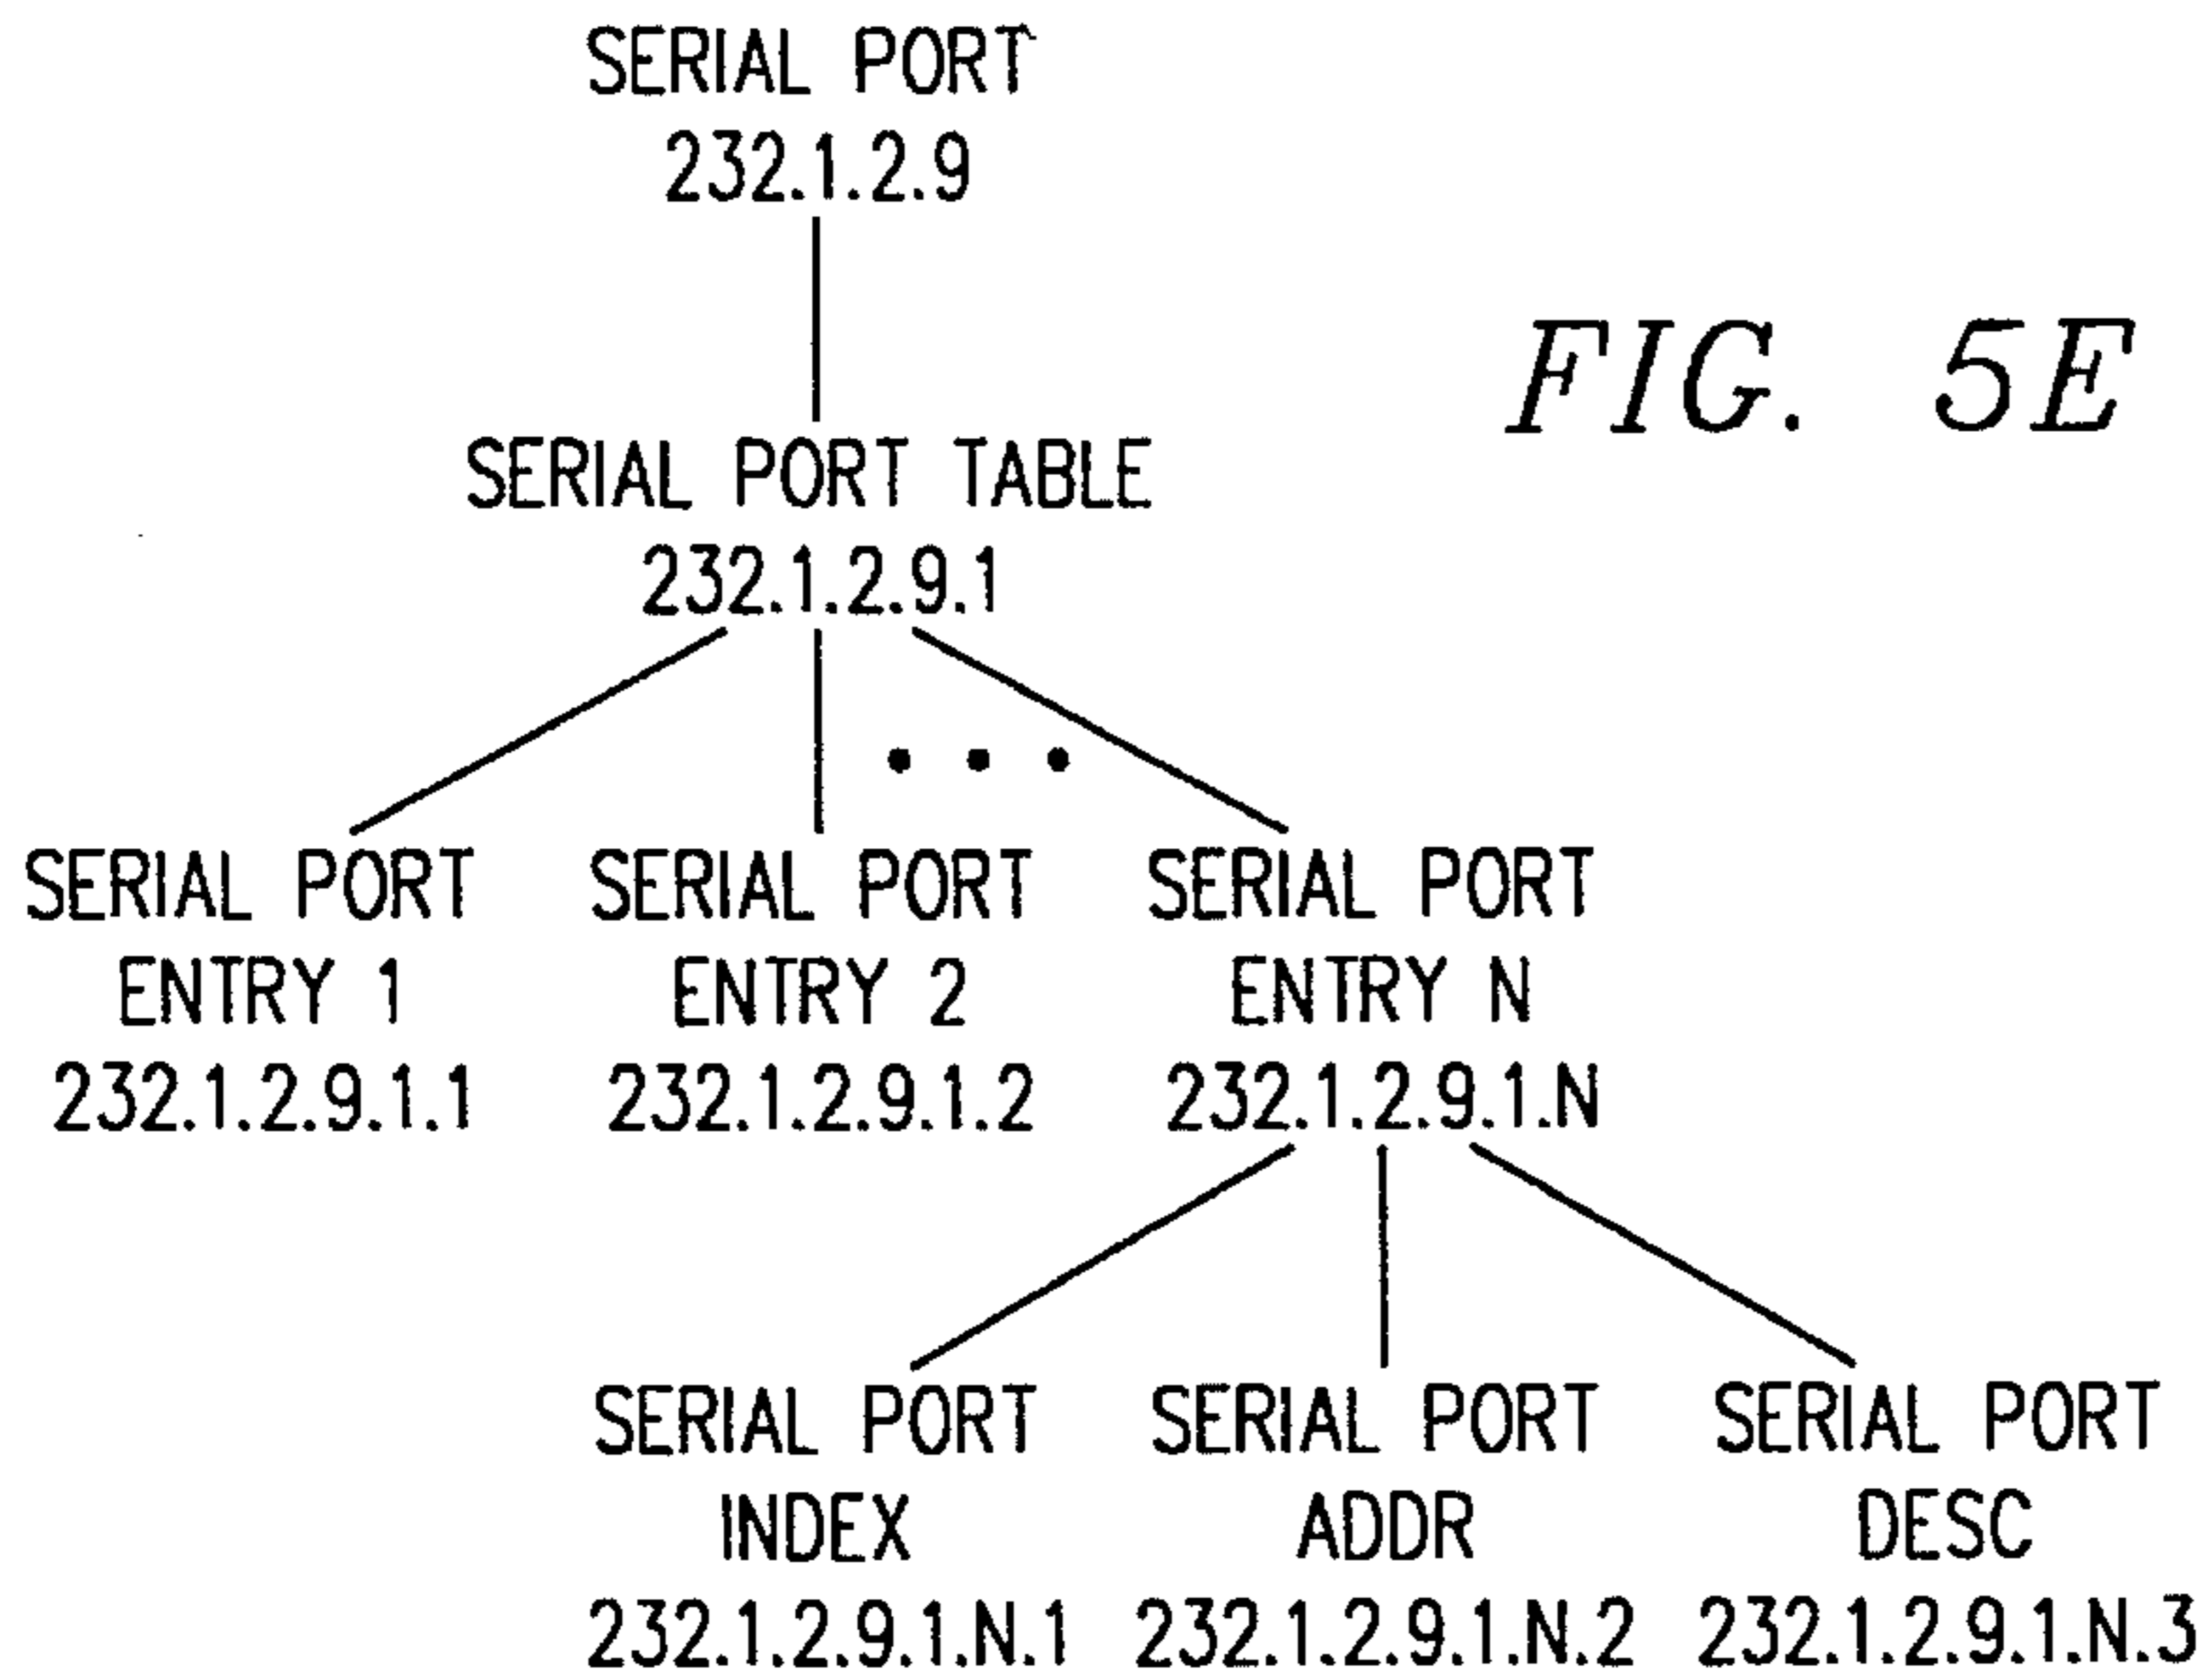 SERIAL PORT
232.1.2.9
FIG. 5E
SERIAL PORT TABLE
232.1.2.9.1
SERIAL PORT
ENTRY 1
232.1.2.9.1.1
SERIAL PORT
ENTRY 2
232.1.2.9.1.2
SERIAL PORT
ENTRY N
232.1.2.9.1.N
SERIAL PORT
INDEX
232.1.2.9.1.N.1
SERIAL PORT
ADDR
232.1.2.9.1.N.2
SERIAL PORT
DESC
232.1.2.9.1.N.3